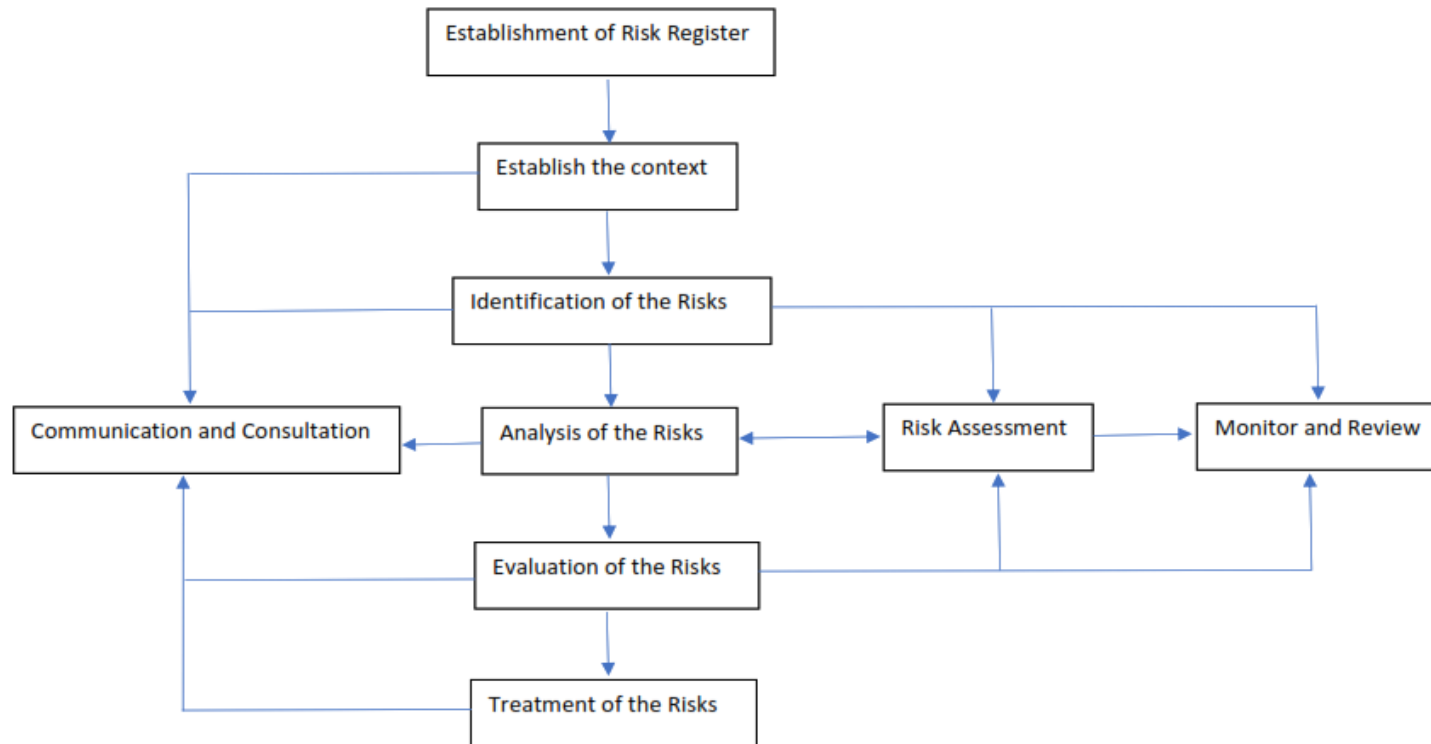 Establishment of Risk Register
Establish the context
Identification of the Risks
Communication and Consultation
Analysis of the Risks
Risk Assessment
Monitor and Review
Evaluation of the Risks
Treatment of the Risks